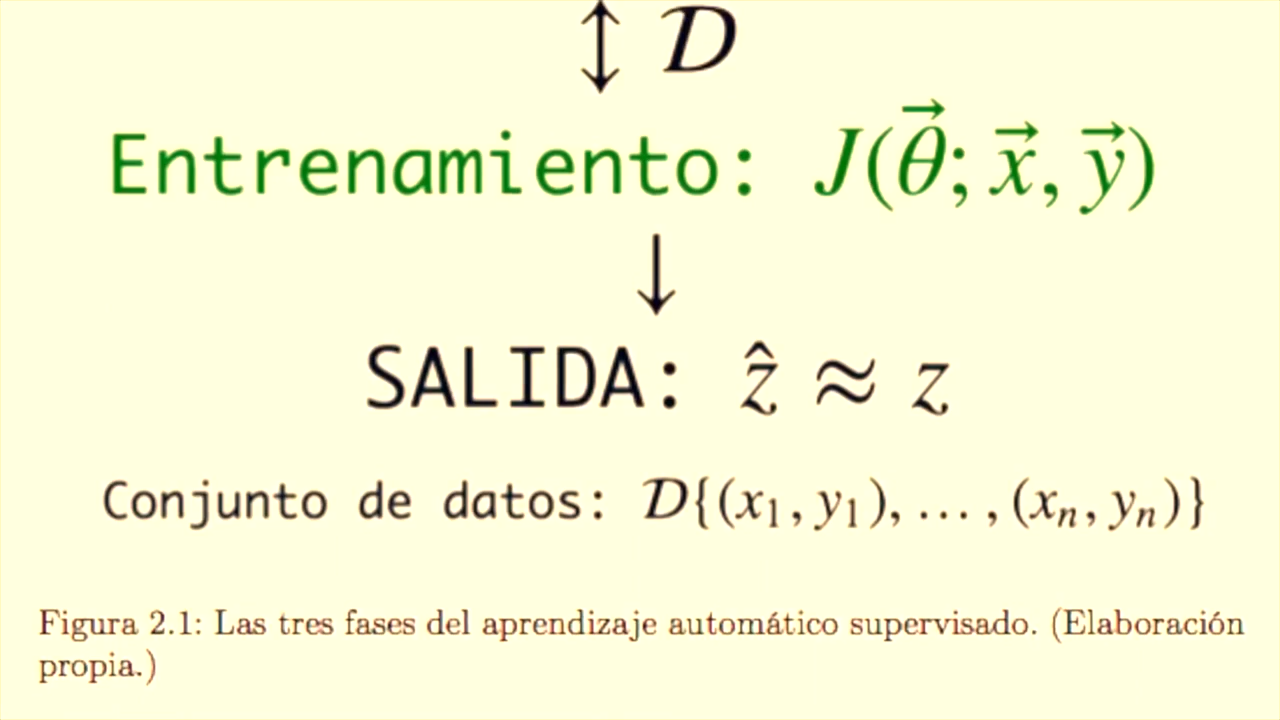 ↕ 𝒟
Entrenamiento: J(θ⃗; x⃗, y⃗)
↓
SALIDA: ẑ ≈ z
Conjunto de datos: 𝒟{(x₁, y₁), … , (xₙ, yₙ)}
Figura 2.1: Las tres fases del aprendizaje automático supervisado. (Elaboración
propia.)